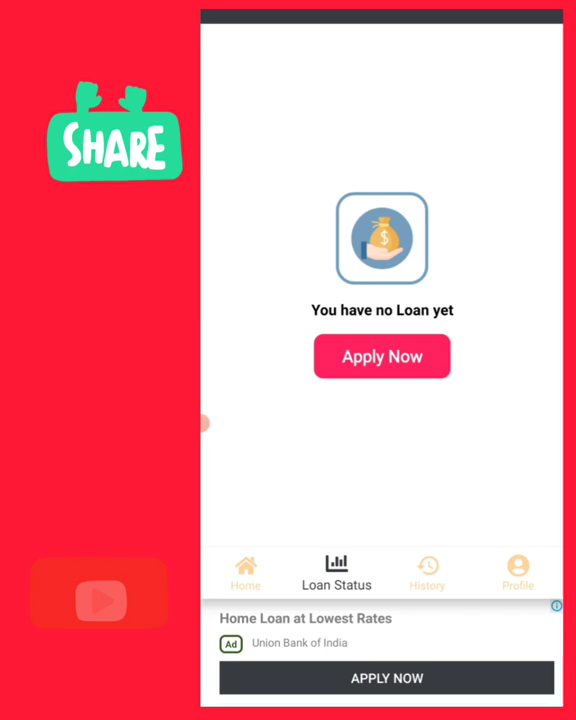 SHARE
You have no Loan yet
Apply Now
Home
Loan Status
History
Profile
Home Loan at Lowest Rates
Ad
Union Bank of India
APPLY NOW